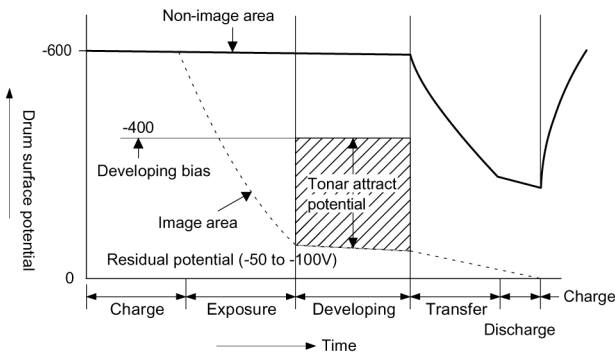 Non-image area
-600
-400
Developing bias
Tonar attract
potential
Image area
Drum surface potential
Residual potential (-50 to -100V)
0
Charge
Exposure
Developing
Transfer
Charge
Discharge
Time